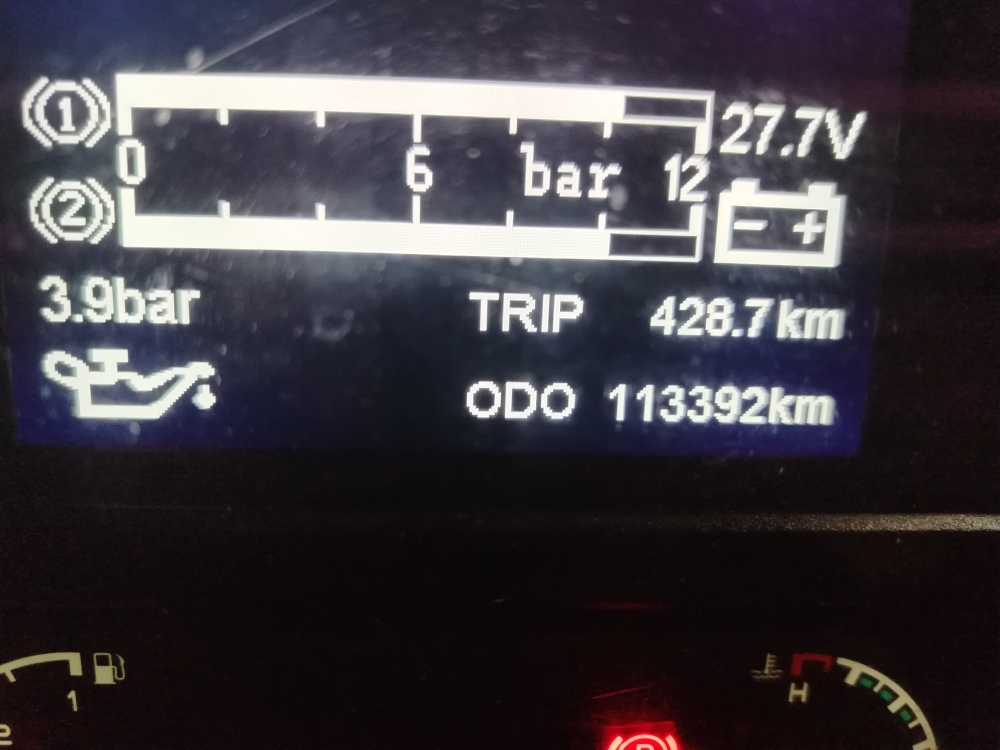 1
27.7V
0 6 bar 12
2
- +
3.9bar TRIP 428.7km
ODO 113392km
1
H
P